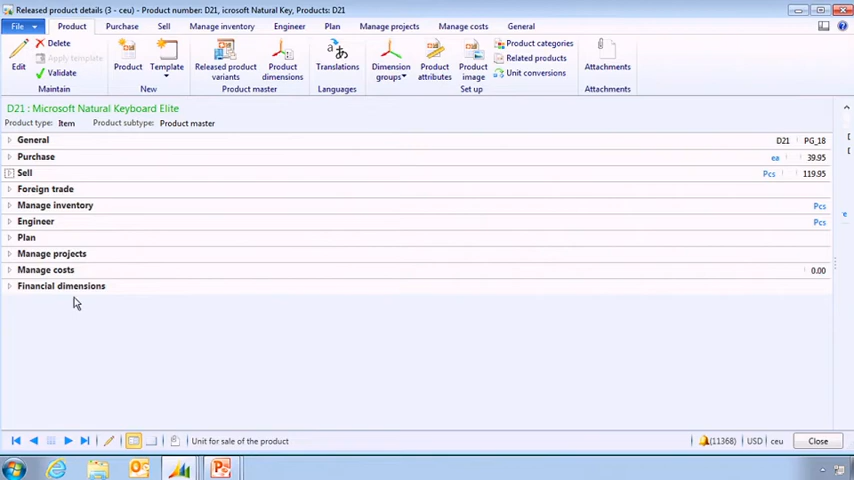 Released product details (3 - ceu) - Product number: D21, icrosoft Natural Key, Products: D21
File Product Purchase Sell Manage inventory Engineer Plan Manage projects Manage costs General
Edit
Delete
Apply template
Validate
Maintain
Product
Template
New
Released product variants
Product dimensions
Product master
Translations
Languages
Dimension groups
Product attributes
Product image
Product categories
Related products
Unit conversions
Set up
Attachments
Attachments
D21 : Microsoft Natural Keyboard Elite
Product type: Item Product subtype: Product master
General D21 PG_18
Purchase ea 39.95
Sell Pcs 119.95
Foreign trade
Manage inventory Pcs
Engineer Pcs
Plan
Manage projects
Manage costs 0.00
Financial dimensions
Unit for sale of the product (11368) USD ceu Close